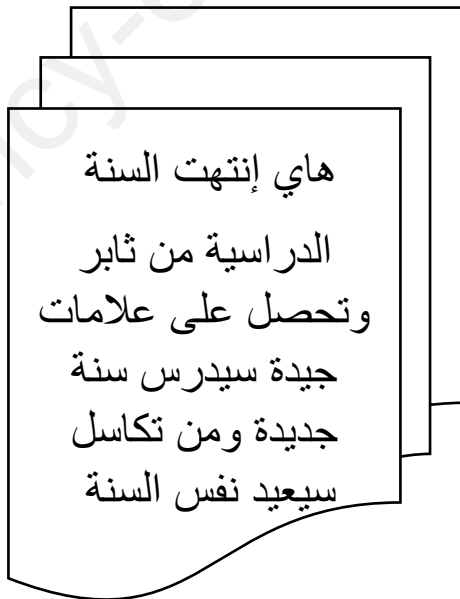 هاي إنتهت السنة
الدراسية من ثابر
وتحصل على علامات
جيدة سيدرس سنة
جديدة ومن تكاسل
سيعيد نفس السنة